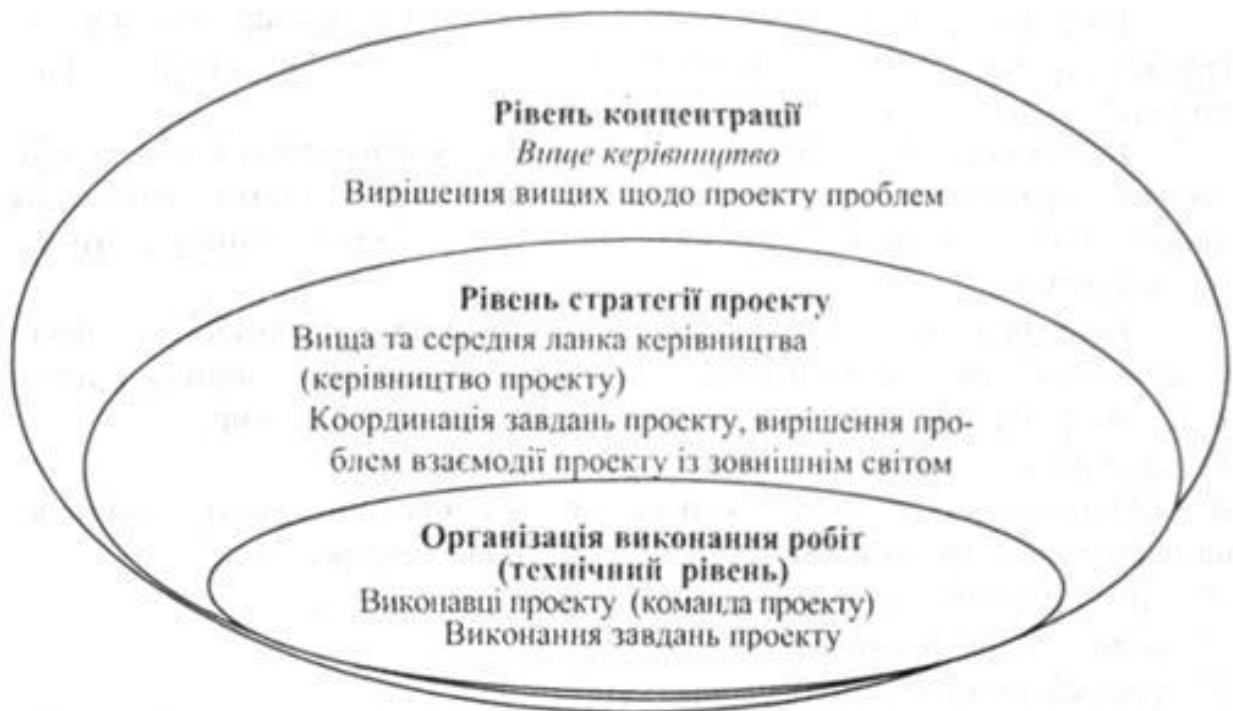 Рівень концентрації
Вище керівництво
Вирішення вищих щодо проекту проблем
Рівень стратегії проекту
Вища та середня ланка керівництва
(керівництво проекту)
Координація завдань проекту, вирішення про-
блем взаємодії проекту із зовнішнім світом
Організація виконання робіт
(технічний рівень)
Виконавці проекту (команда проекту)
Виконання завдань проекту